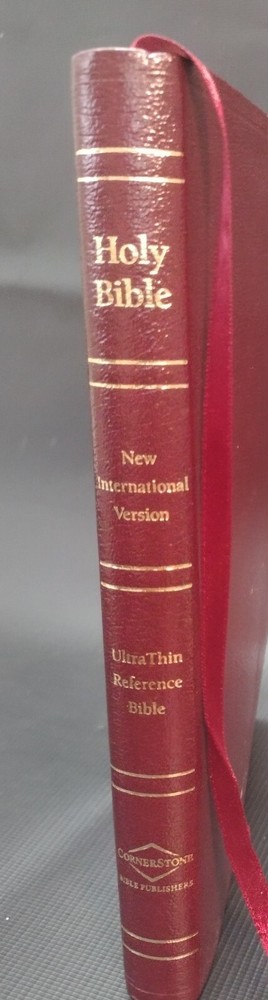 Holy
Bible
New
International
Version
UltraThin
Reference
Bible
CORNERSTONE
BIBLE PUBLISHERS